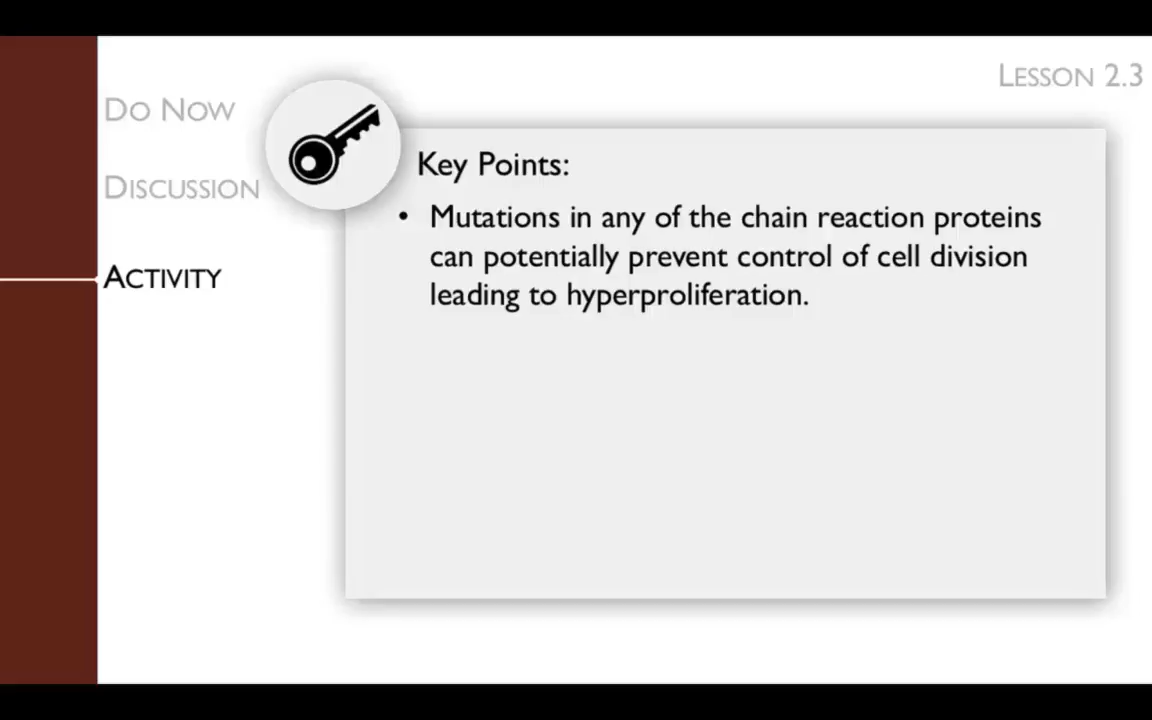 LESSON 2.3
DO NOW
DISCUSSION
ACTIVITY
Key Points:
• Mutations in any of the chain reaction proteins
can potentially prevent control of cell division
leading to hyperproliferation.